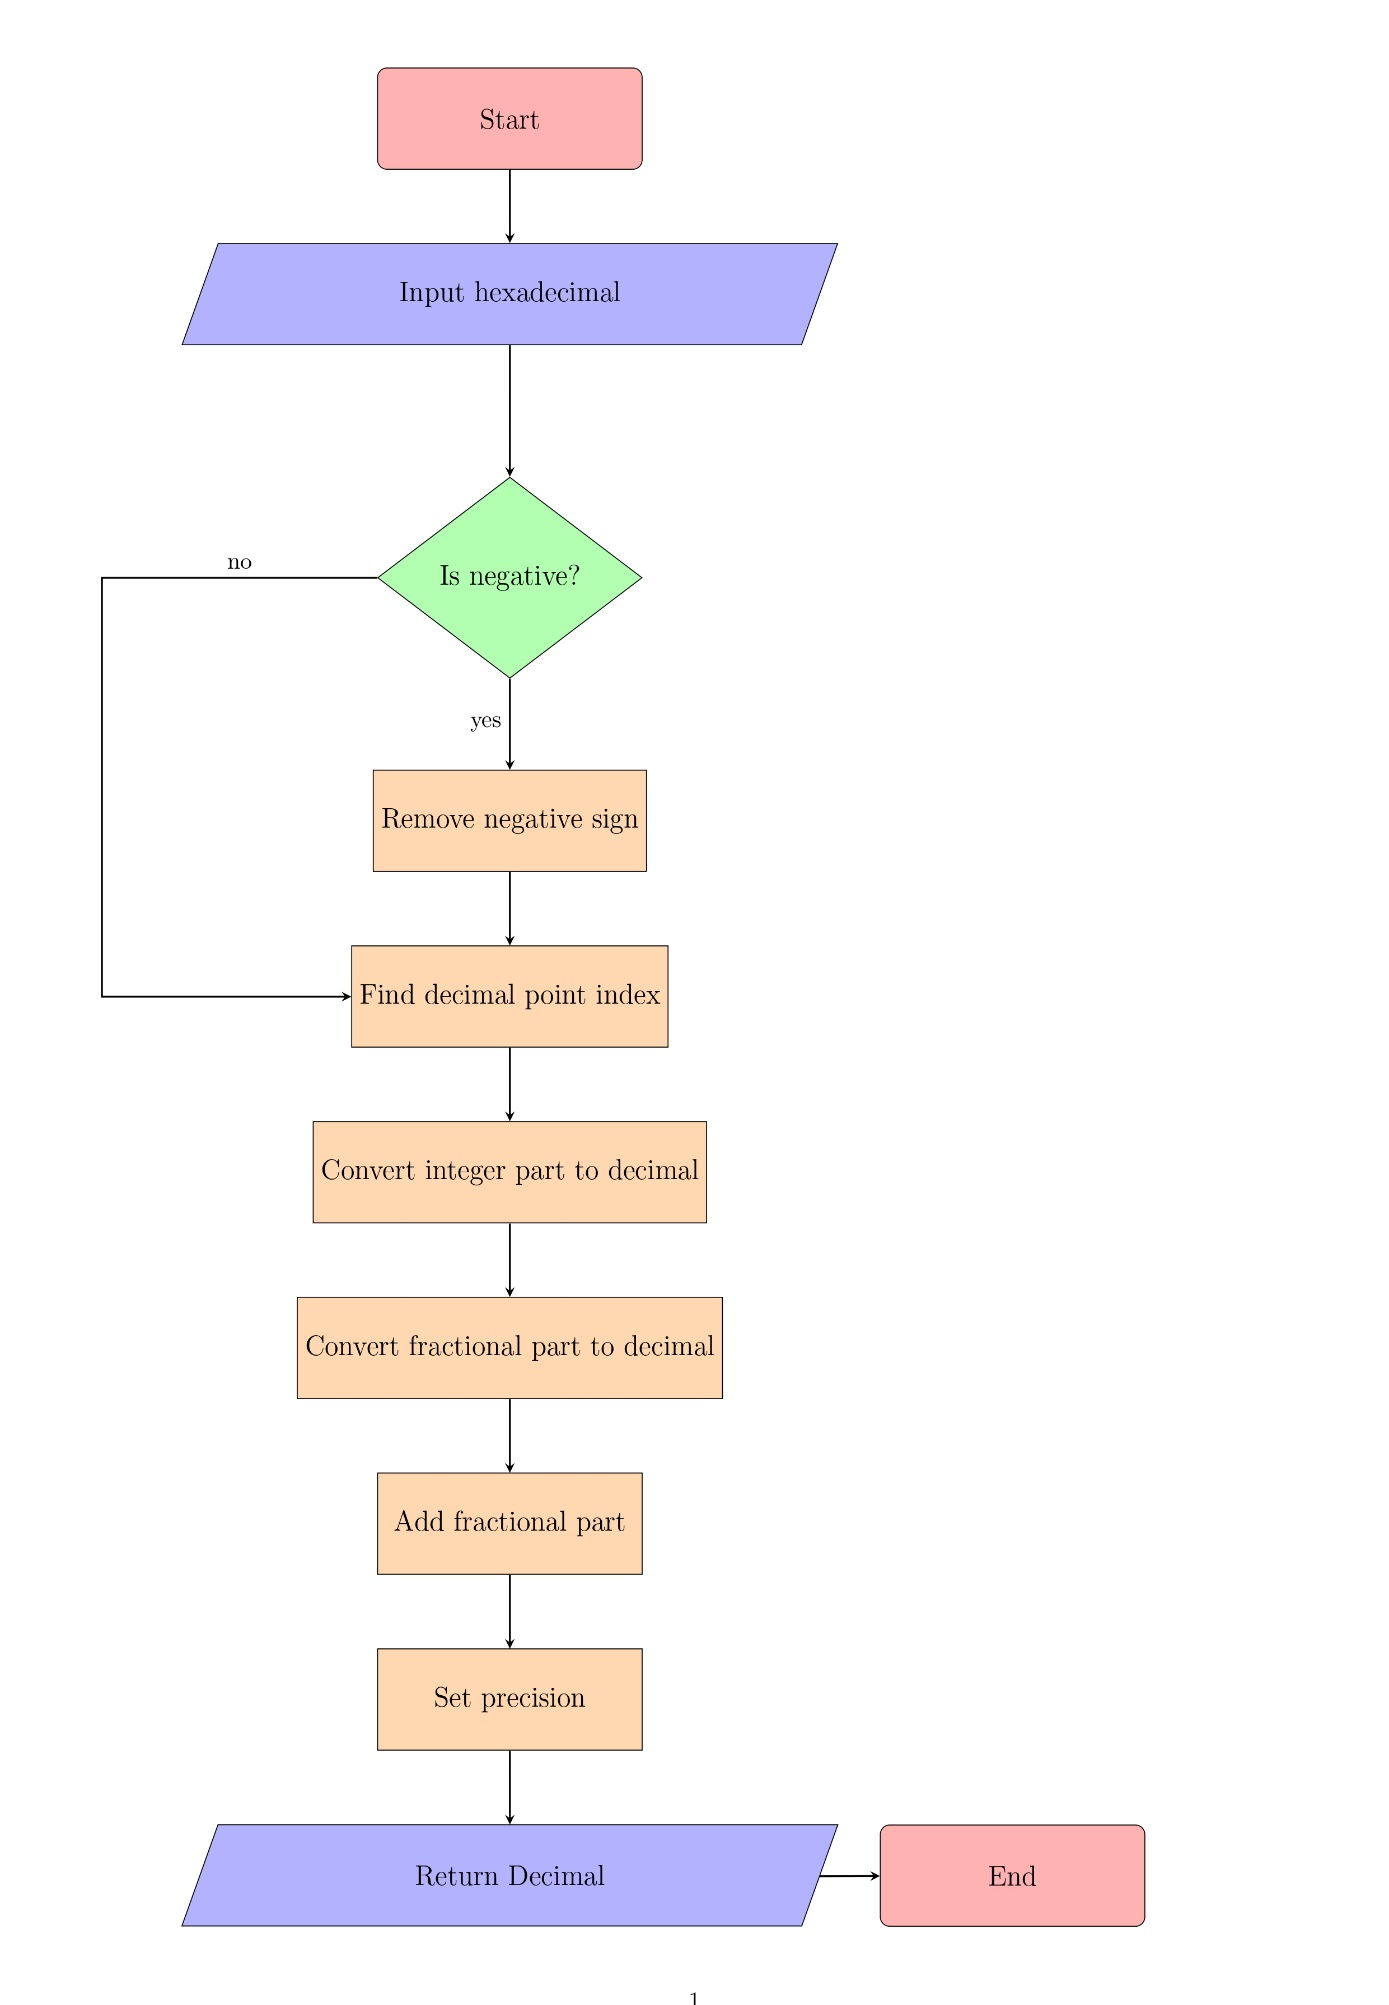 Start
Input hexadecimal
Is negative?
no
yes
Remove negative sign
Find decimal point index
Convert integer part to decimal
Convert fractional part to decimal
Add fractional part
Set precision
Return Decimal
End
1